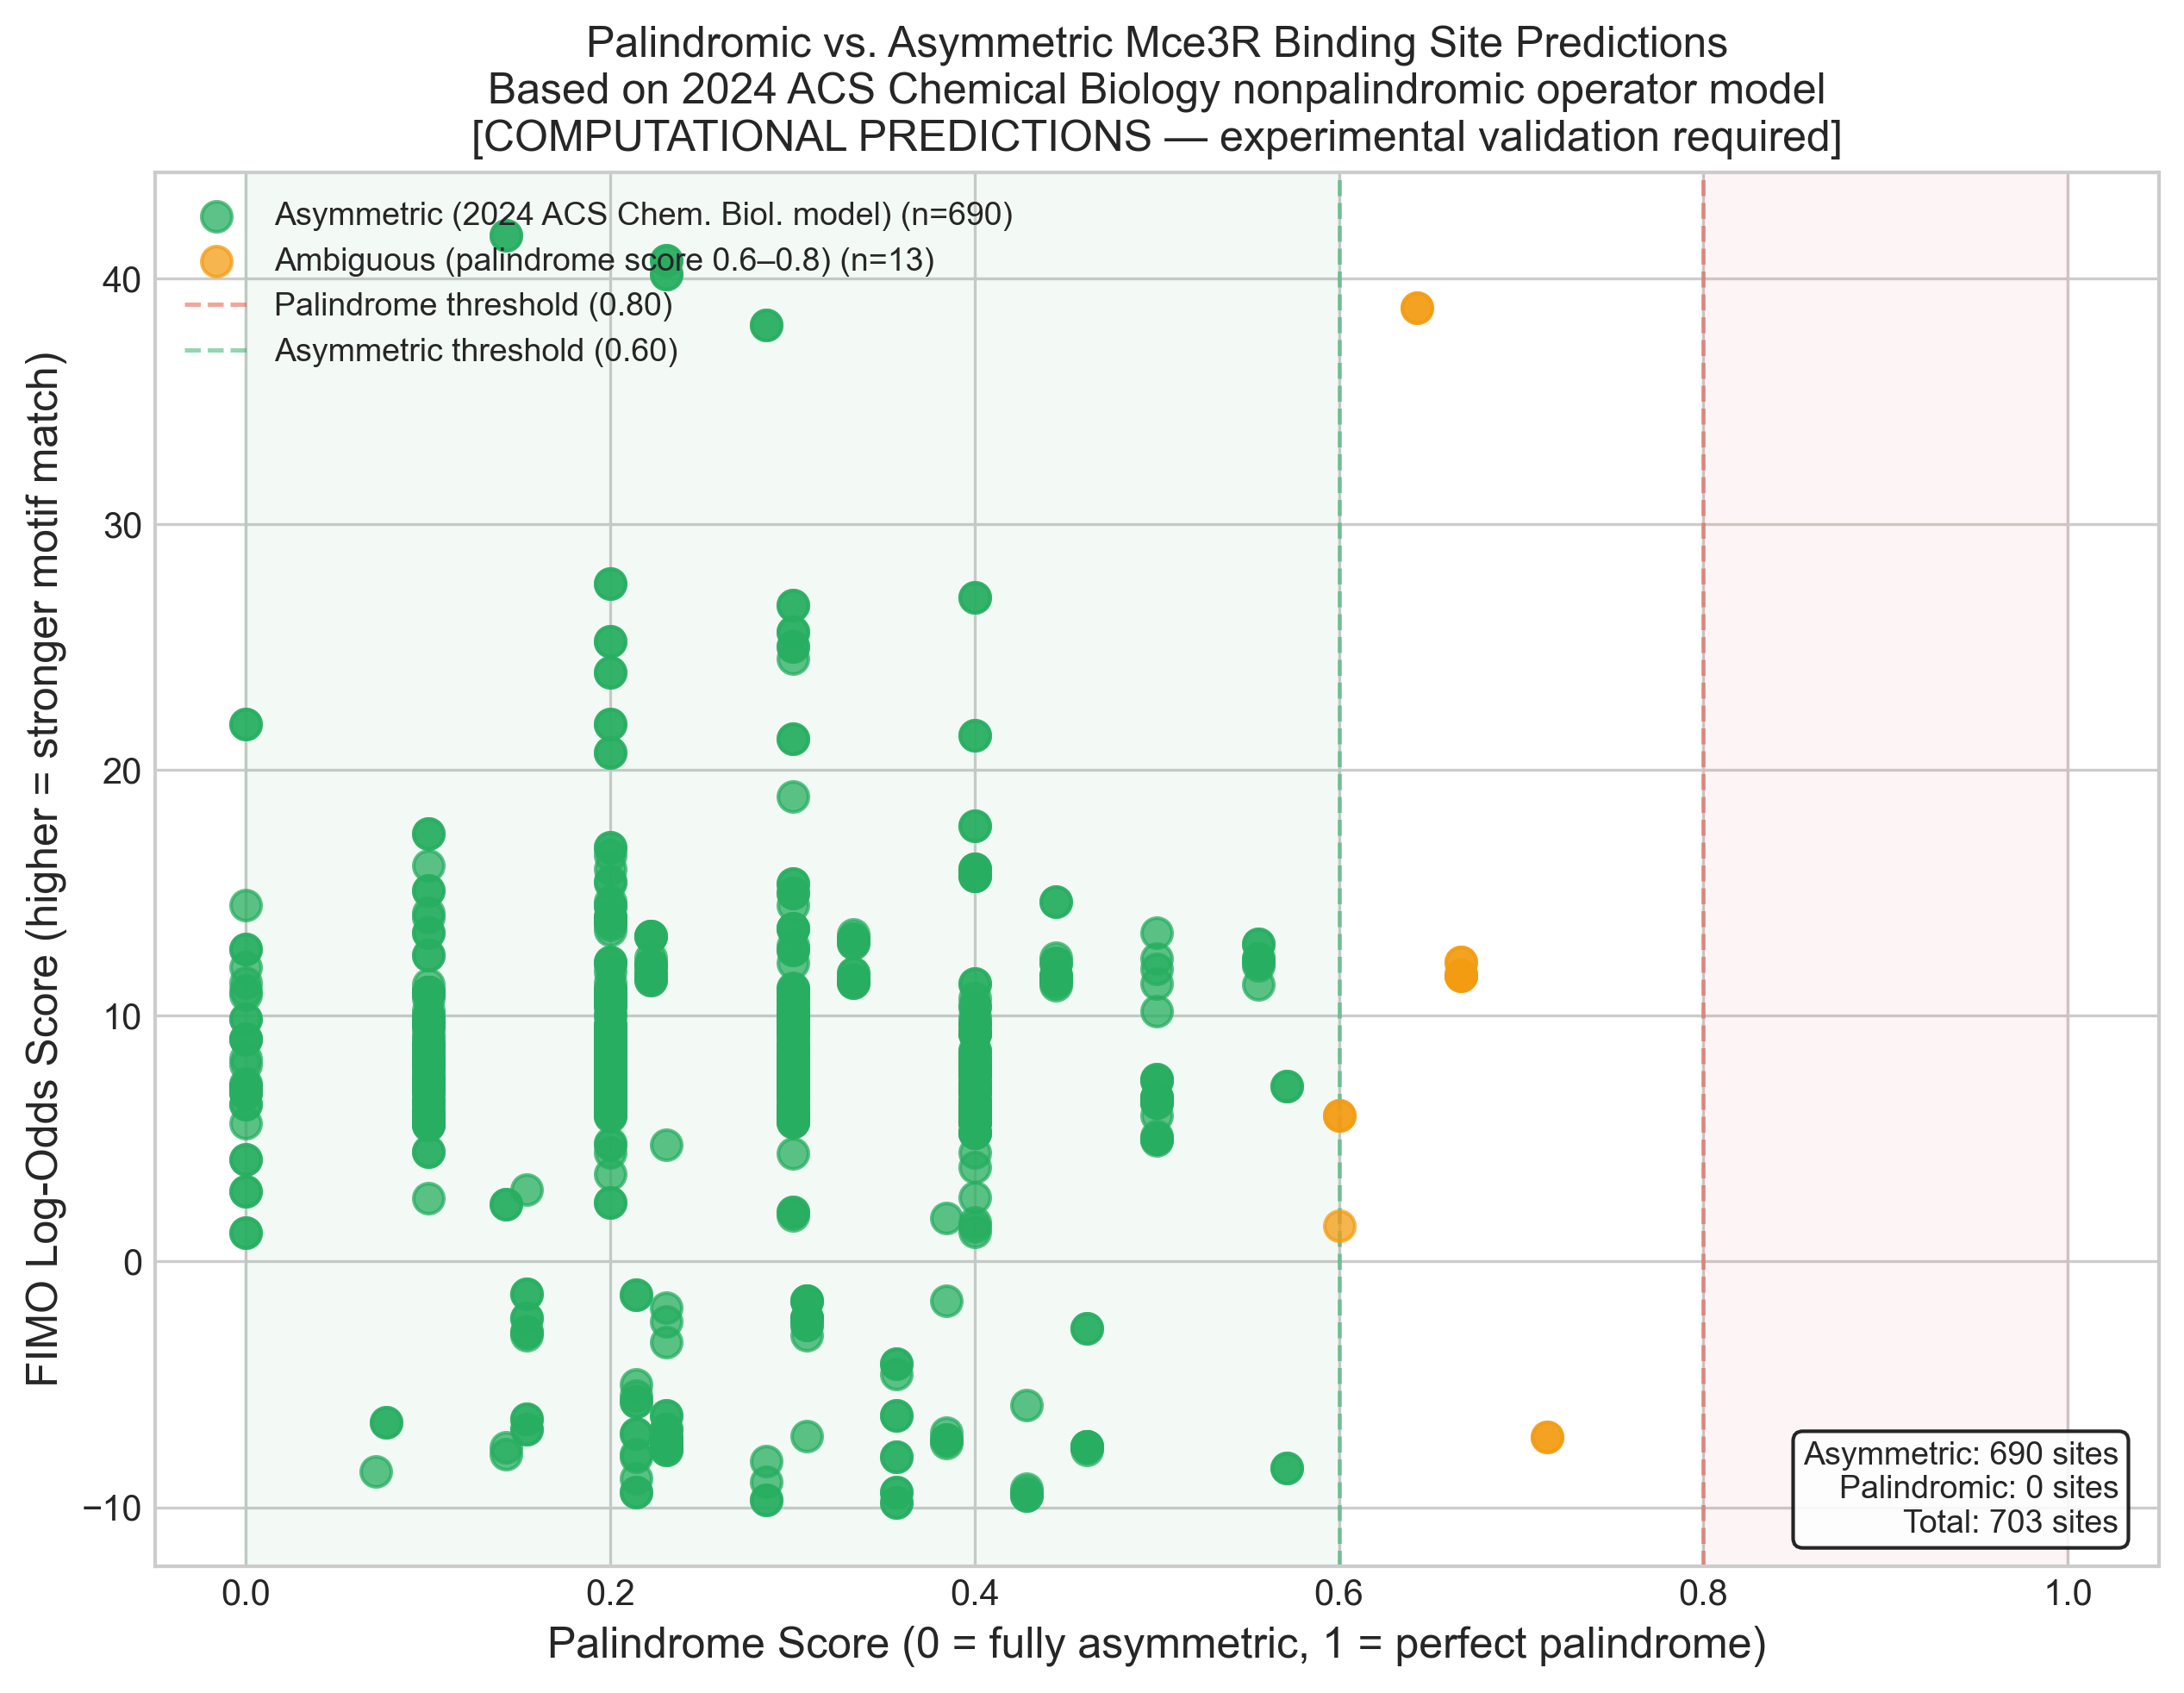 Palindromic vs. Asymmetric Mce3R Binding Site Predictions
Based on 2024 ACS Chemical Biology nonpalindromic operator model
[COMPUTATIONAL PREDICTIONS — experimental validation required]
Asymmetric (2024 ACS Chem. Biol. model) (n=690)
Ambiguous (palindrome score 0.6–0.8) (n=13)
Palindrome threshold (0.80)
Asymmetric threshold (0.60)
FIMO Log-Odds Score (higher = stronger motif match)
40
30
20
10
0
−10
Asymmetric: 690 sites
Palindromic: 0 sites
Total: 703 sites
0.0 0.2 0.4 0.6 0.8 1.0
Palindrome Score (0 = fully asymmetric, 1 = perfect palindrome)